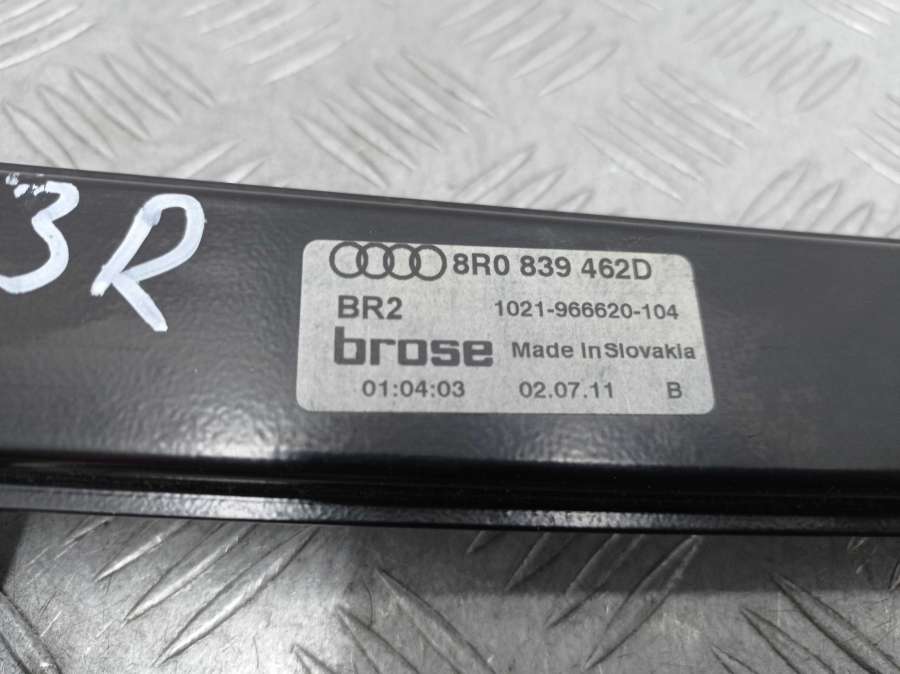 3R
8R0 839 462D
BR2 1021-966620-104
brose Made in Slovakia
01:04:03 02.07.11 B